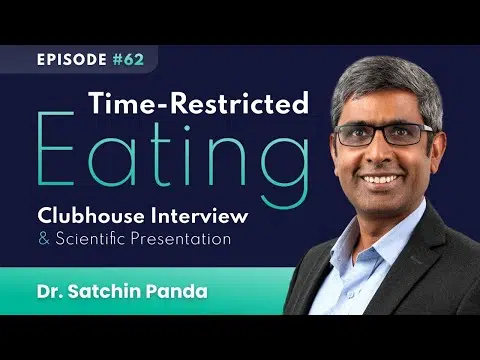 EPISODE #62
Time-Restricted
Eating
Clubhouse Interview
& Scientific Presentation
Dr. Satchin Panda